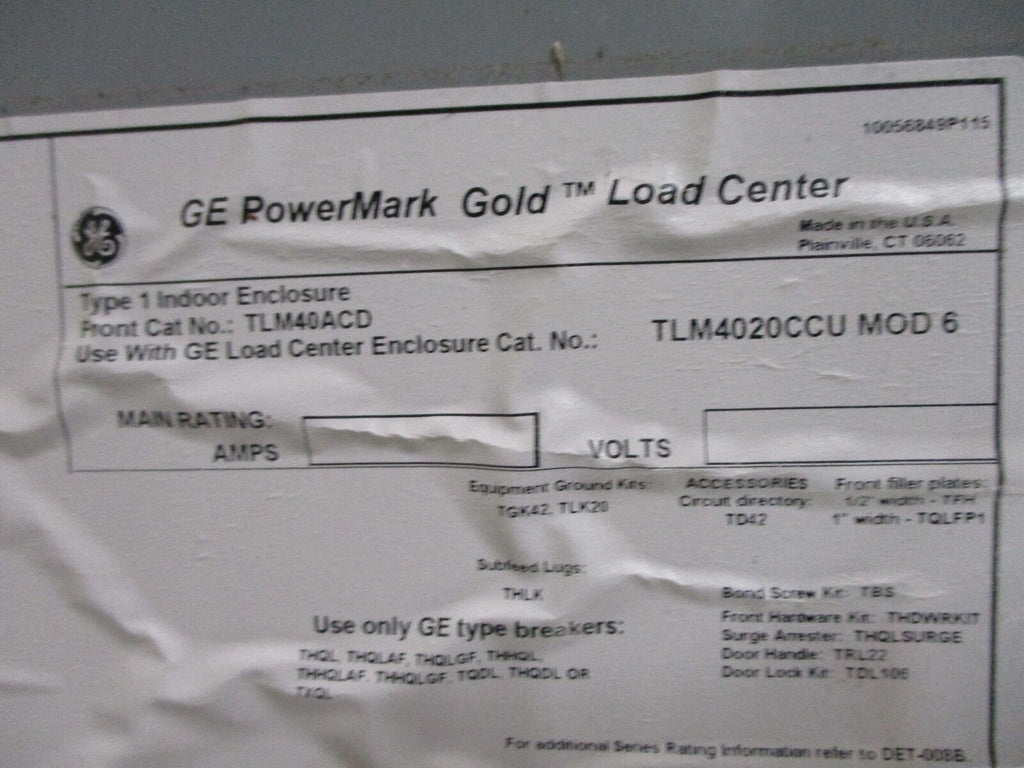 10056849P115
GE PowerMark Gold ™ Load Center
Made in the U.S.A.
Plainville, CT 06062
Type 1 Indoor Enclosure
Front Cat No.: TLM40ACD
Use With GE Load Center Enclosure Cat. No.: TLM4020CCU MOD 6
MAIN RATING:
AMPS VOLTS
Equipment Ground Kits:
TGK42, TLK20
ACCESSORIES
Circuit directory:
TD42
Front filler plates:
1/2" width - TFH
1" width - TQLFP1
Subfeed Lugs:
THLK
Use only GE type breakers:
THQL, THQLAF, THQLGF, THHQL,
THHQLAF, THHQLGF, TQDL, THQDL OR
TXQL
Bond Screw Kit: TBS
Front Hardware Kit: THDWRKIT
Surge Arrester: THQLSURGE
Door Handle: TRL22
Door Lock Kit: TDL106
For additional Series Rating Information refer to DET-008B.